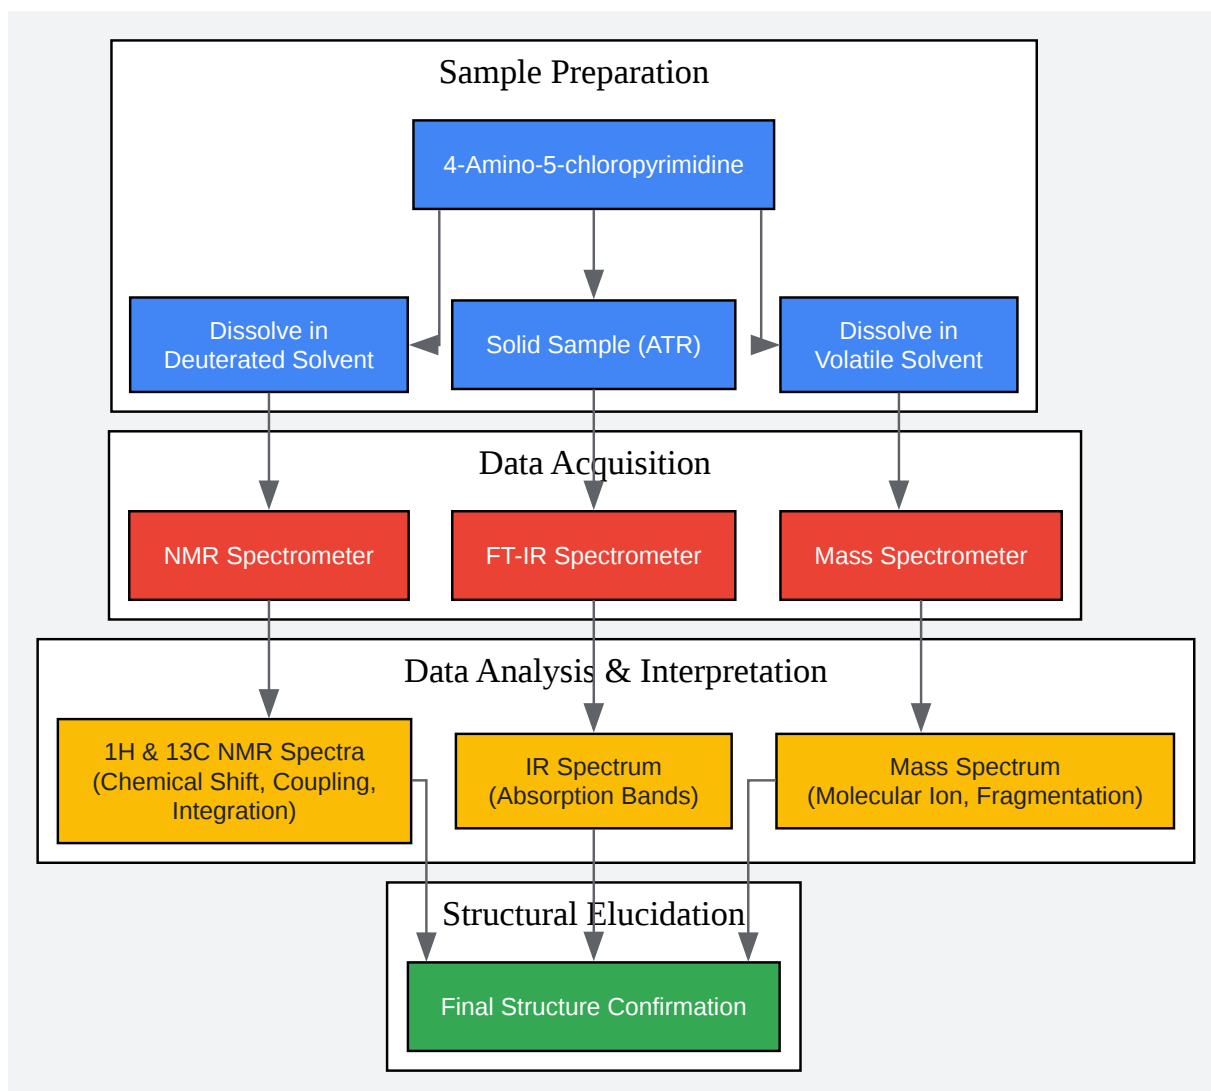 Sample Preparation
4-Amino-5-chloropyrimidine
Dissolve in
Deuterated Solvent
Solid Sample (ATR)
Dissolve in
Volatile Solvent
Data Acquisition
NMR Spectrometer
FT-IR Spectrometer
Mass Spectrometer
Data Analysis & Interpretation
1H & 13C NMR Spectra
(Chemical Shift, Coupling,
Integration)
IR Spectrum
(Absorption Bands)
Mass Spectrum
(Molecular Ion, Fragmentation)
Structural Elucidation
Final Structure Confirmation